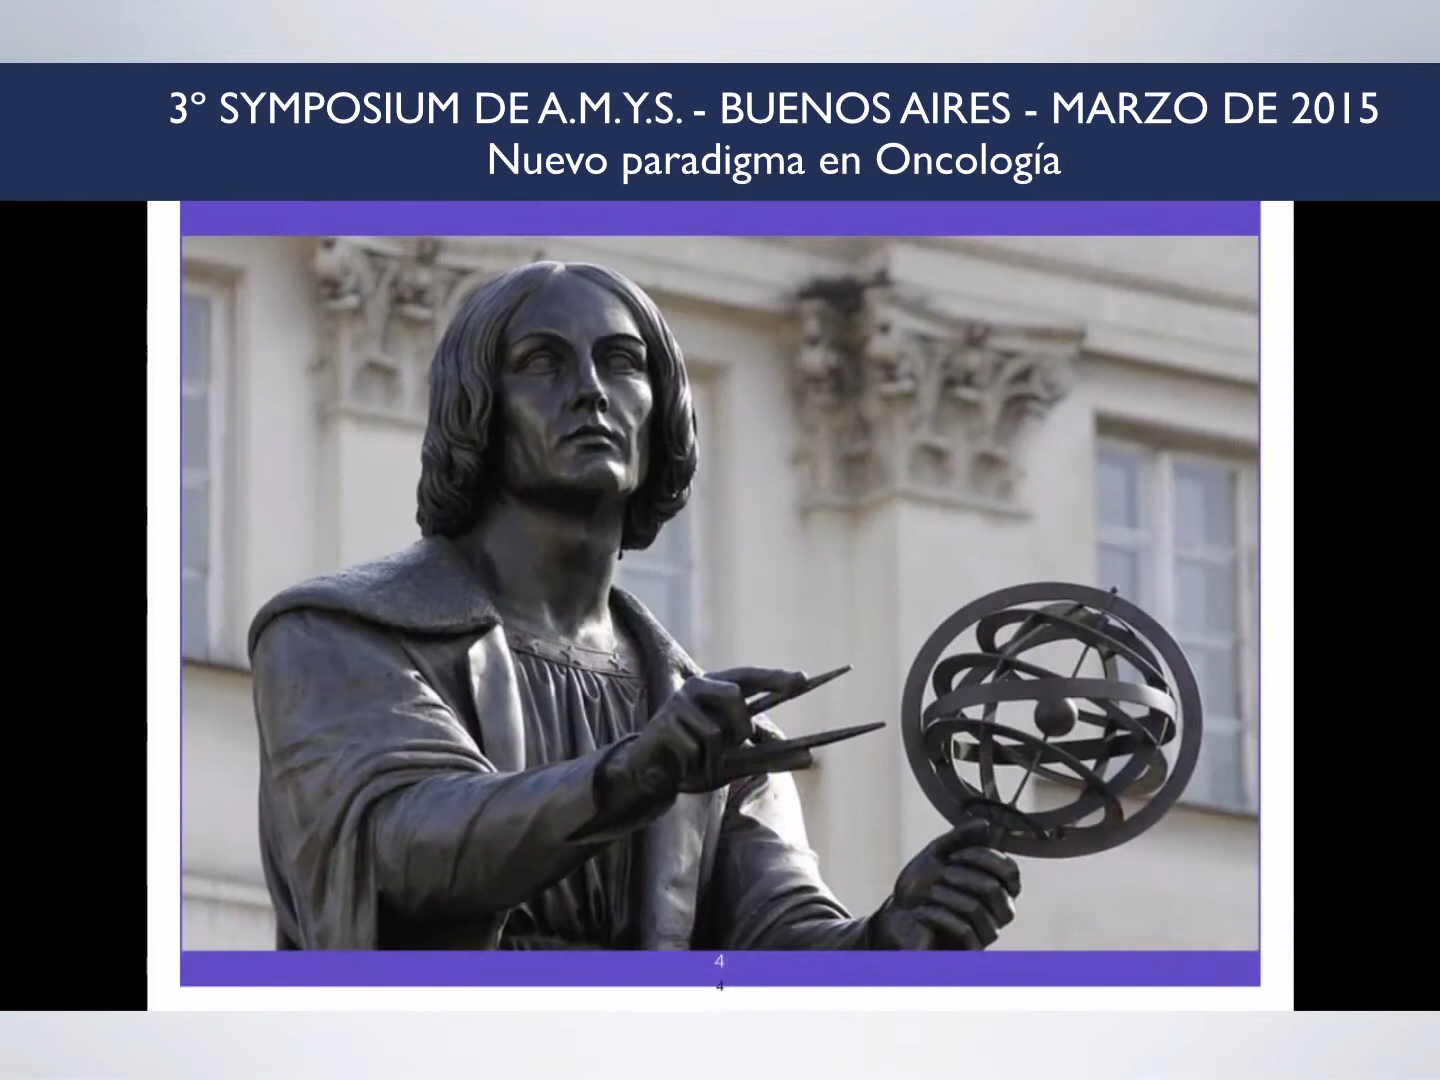 3º SYMPOSIUM DE A.M.Y.S. - BUENOS AIRES - MARZO DE 2015
Nuevo paradigma en Oncología
4
4